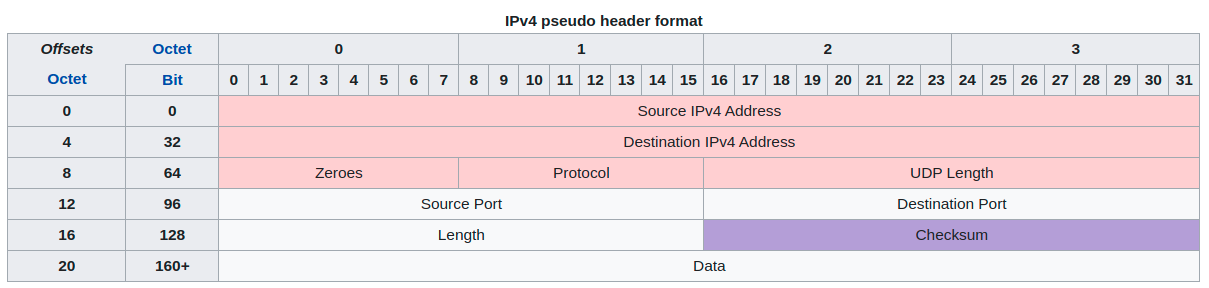 IPv4 pseudo header format
Offsets Octet 0 1 2 3
Octet Bit 0 1 2 3 4 5 6 7 8 9 10 11 12 13 14 15 16 17 18 19 20 21 22 23 24 25 26 27 28 29 30 31
0 0 Source IPv4 Address
4 32 Destination IPv4 Address
8 64 Zeroes Protocol UDP Length
12 96 Source Port Destination Port
16 128 Length Checksum
20 160+ Data